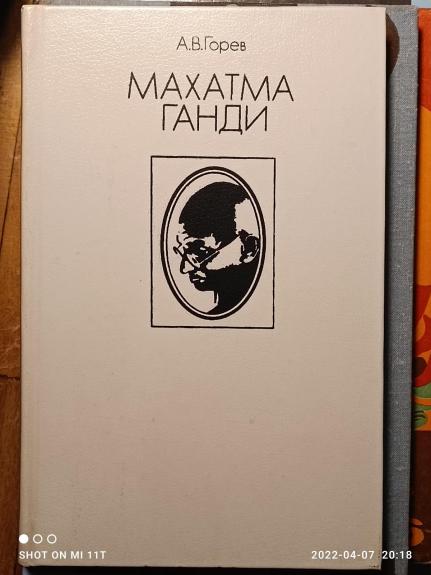 А.В.Горев
МАХАТМА
ГАНДИ
SHOT ON MI 11T
2022-04-07 20:18